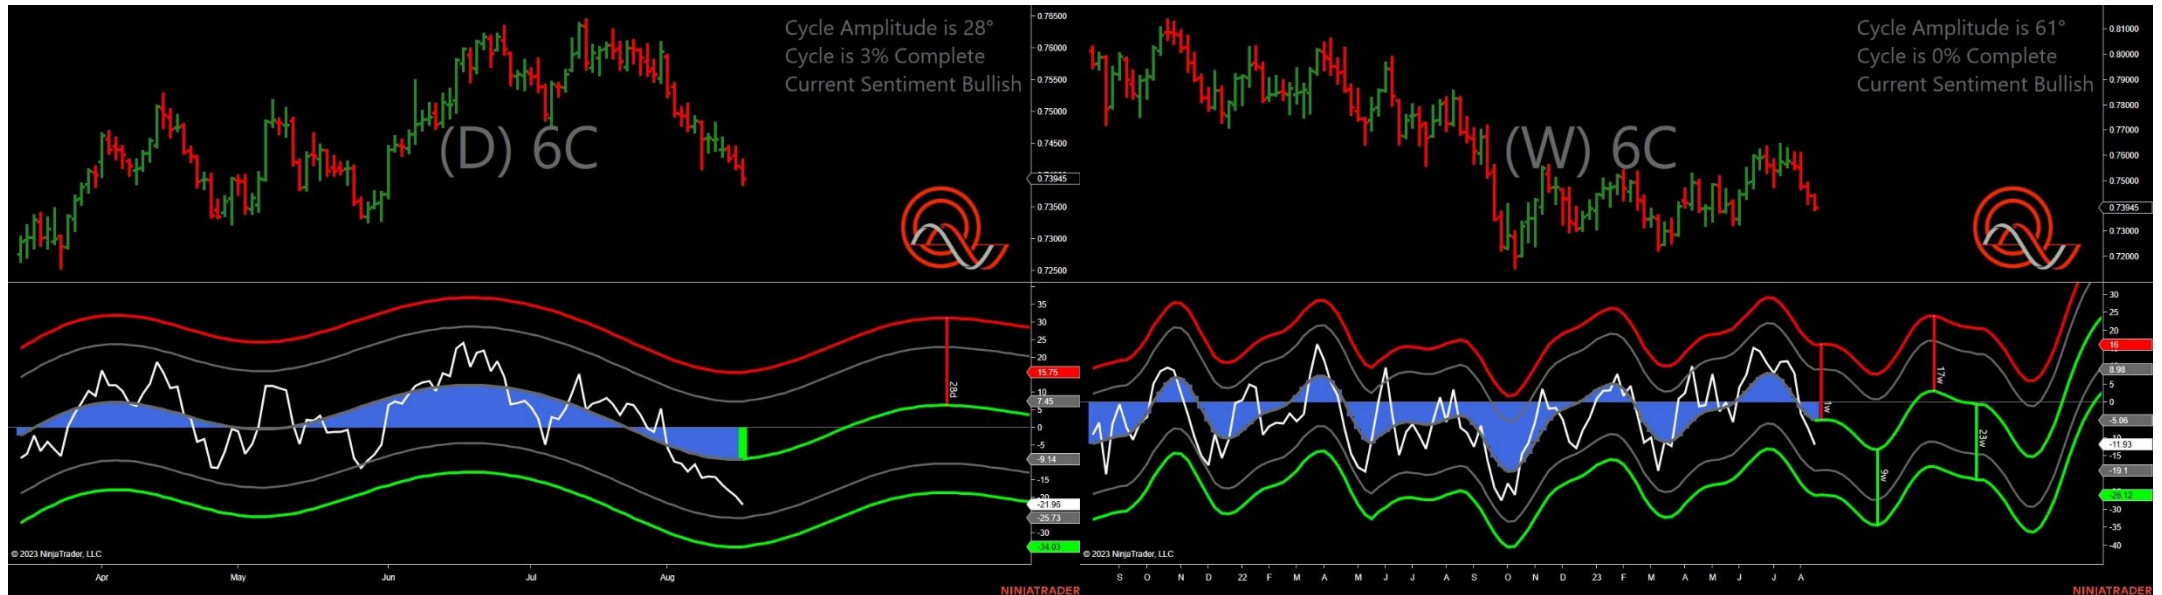 Cycle Amplitude is 28°
Cycle is 3% Complete
Current Sentiment Bullish
(D) 6C
0.76500
0.76000
0.75500
0.75000
0.74500
0.73945
0.73500
0.73000
0.72500
35
30
25
20
15.75
10
7.45
5
0
-5
-9.14
-15
-21.96
-25.73
-30
-34.03
28d
© 2023 NinjaTrader, LLC
Apr May Jun Jul Aug
NINJATRADER
Cycle Amplitude is 61°
Cycle is 0% Complete
Current Sentiment Bullish
(W) 6C
0.81000
0.80000
0.79000
0.78000
0.77000
0.76000
0.75000
0.73945
0.73000
0.72000
30
25
20
16
8.98
5
0
-5.06
-11.93
-15
-19.1
-26.12
-30
-35
-40
1w
9w
17w
23w
© 2023 NinjaTrader, LLC
S O N D 22 F M A M J J A S O N D 23 F M A M J J A
NINJATRADER